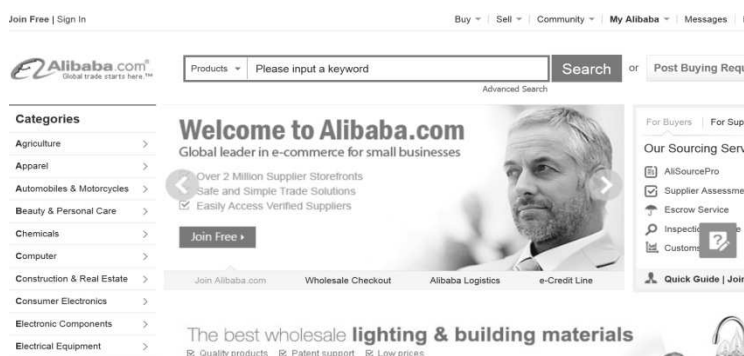 Join Free | Sign In
Buy Sell Community My Alibaba Messages
Alibaba.com®
Global trade starts here.™
Products Please input a keyword Search or Post Buying Requ
Advanced Search
Categories
Agriculture
Apparel
Automobiles & Motorcycles
Beauty & Personal Care
Chemicals
Computer
Construction & Real Estate
Consumer Electronics
Electronic Components
Electrical Equipment
Welcome to Alibaba.com
Global leader in e-commerce for small businesses
Over 2 Million Supplier Storefronts
Safe and Simple Trade Solutions
Easily Access Verified Suppliers
Join Free
Join Alibaba.com Wholesale Checkout Alibaba Logistics e-Credit Line
For Buyers For Sup
Our Sourcing Serv
AliSourcePro
Supplier Assessme
Escrow Service
Inspectio e
Customs
Quick Guide | Join
The best wholesale lighting & building materials
Quality products Patent support Low prices